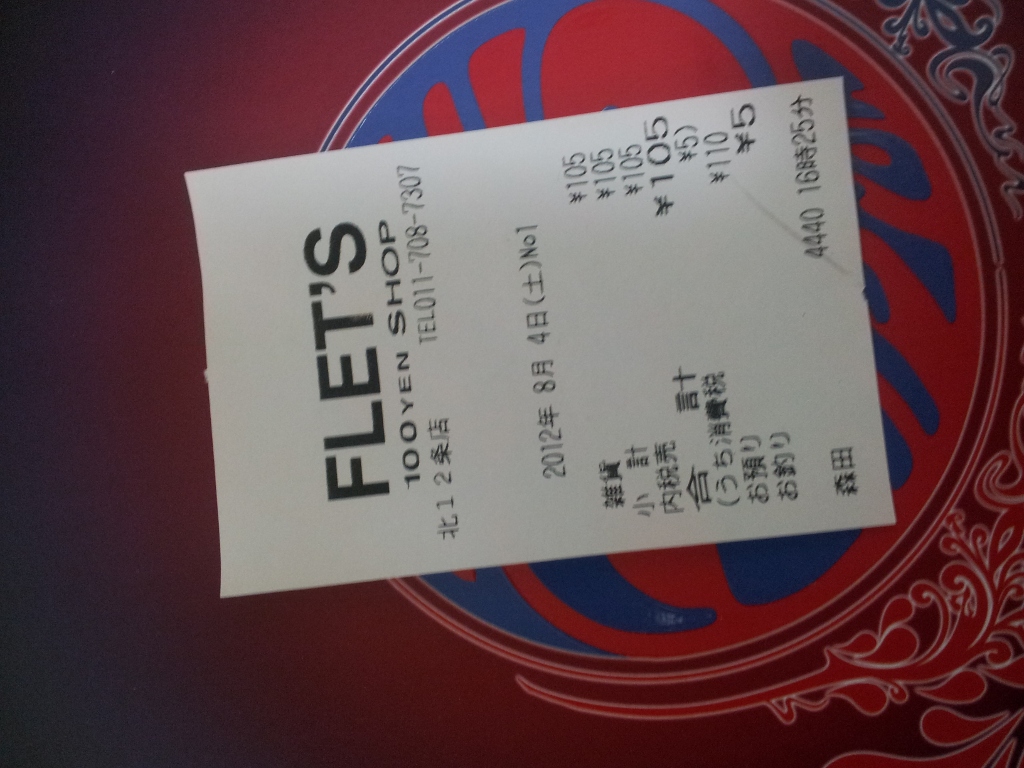 FLET'S
100YEN SHOP
北12条店 TEL011-708-7307
2012年 8月 4日(土)No1
雑貨 ¥105
小 計 ¥105
内税売 ¥105
合 計 ¥105
(うち消費税 ¥5)
お預り ¥110
お釣り ¥5
森田 4440 16時25分